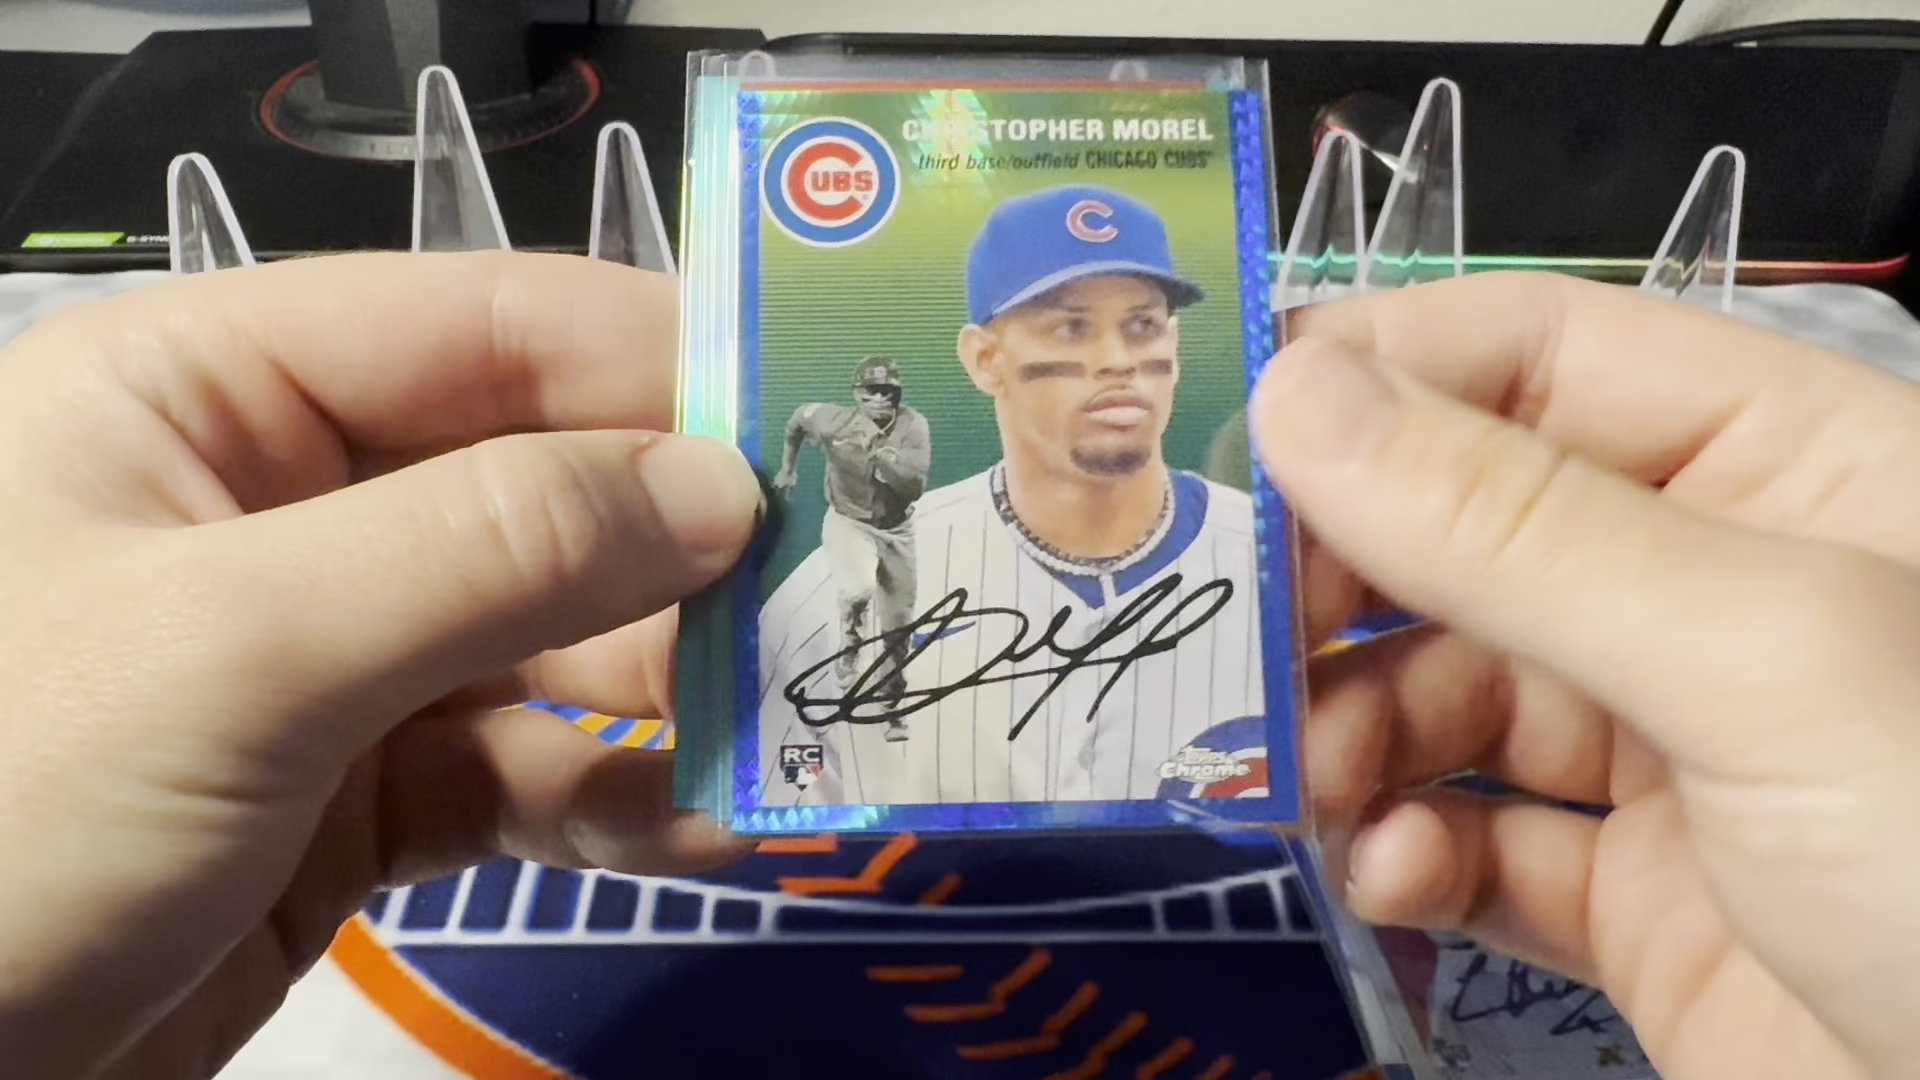 CHRISTOPHER MOREL
third base/outfield CHICAGO CUBS
CUBS
C
RC
Topps
Chrome